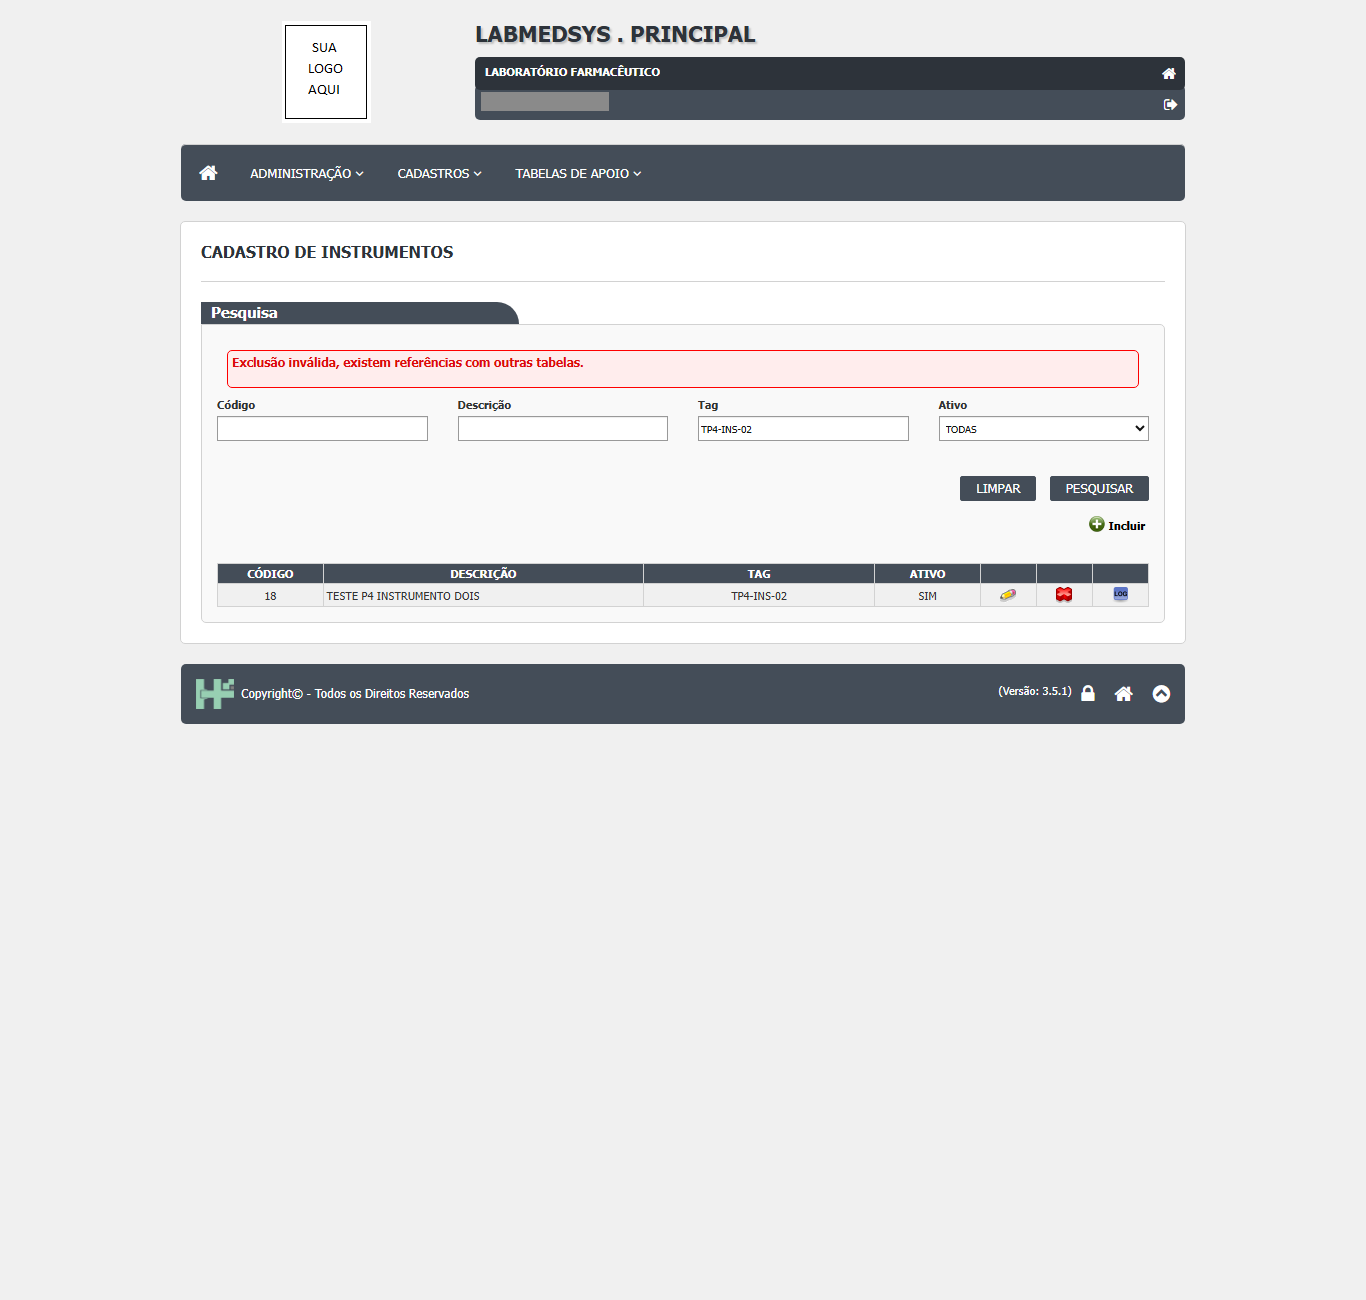 SUA
LOGO
AQUI
LABMEDSYS . PRINCIPAL
LABORATÓRIO FARMACÊUTICO
ADMINISTRAÇÃO CADASTROS TABELAS DE APOIO
CADASTRO DE INSTRUMENTOS
Pesquisa
Exclusão inválida, existem referências com outras tabelas.
Código Descrição Tag Ativo
TP4-INS-02 TODAS
LIMPAR PESQUISAR
Incluir
CÓDIGO DESCRIÇÃO TAG ATIVO
18 TESTE P4 INSTRUMENTO DOIS TP4-INS-02 SIM LOG
Copyright© - Todos os Direitos Reservados (Versão: 3.5.1)